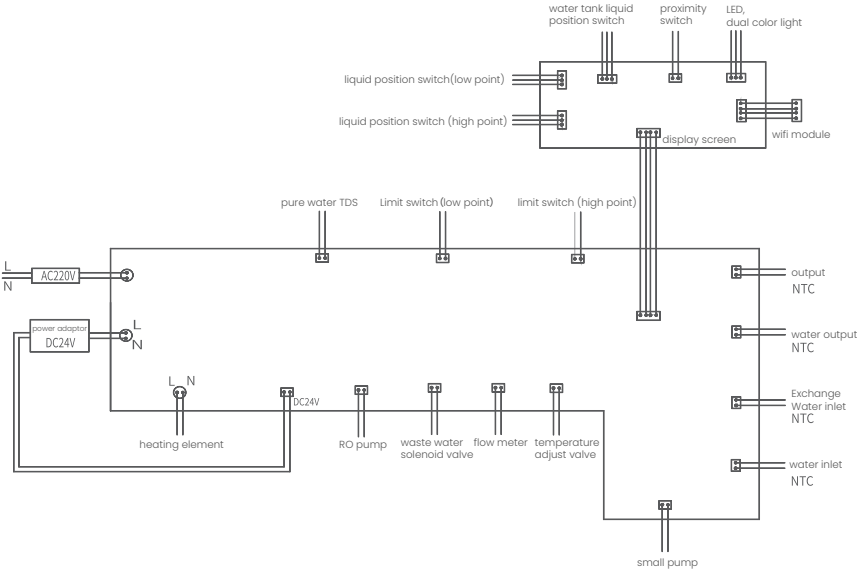 water tank liquid
position switch
proximity
switch
LED,
dual color light
liquid position switch(low point)
liquid position switch (high point)
display screen
wifi module
pure water TDS
Limit switch (low point)
limit switch (high point)
L
AC220V
N
output
NTC
power adaptor
DC24V
L
N
water output
NTC
L N
DC24V
Exchange
Water inlet
NTC
heating element
RO pump
waste water
solenoid valve
flow meter
temperature
adjust valve
water inlet
NTC
small pump